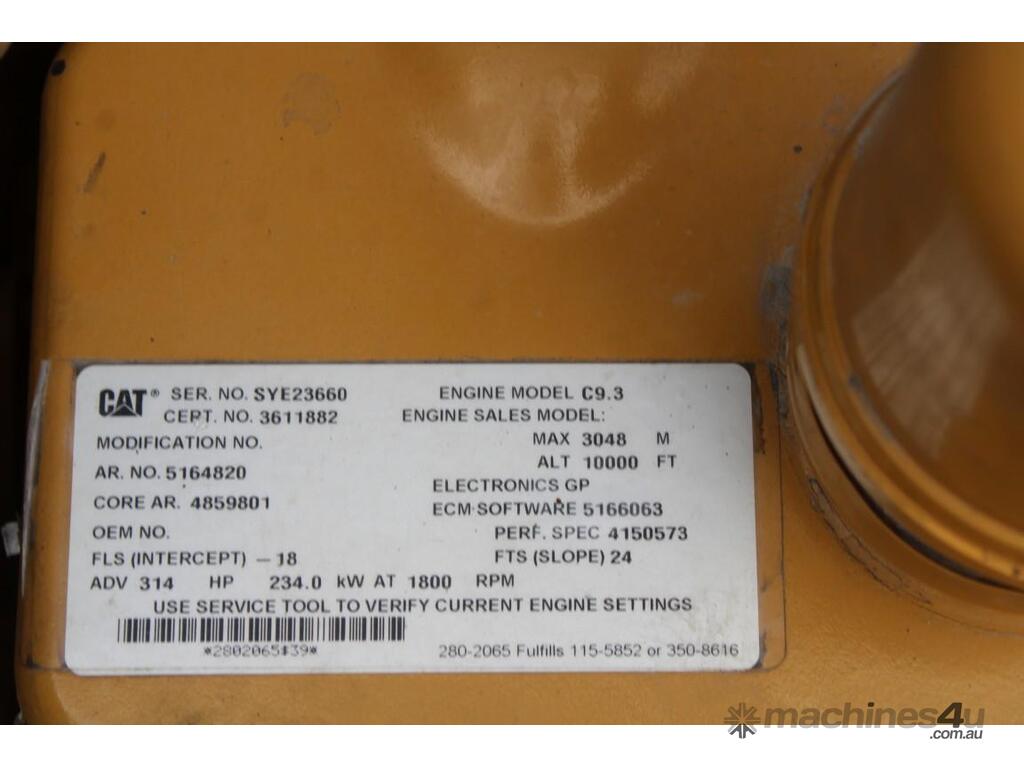 CAT® SER. NO. SYE23660 ENGINE MODEL C9.3
CEPT. NO. 3611882 ENGINE SALES MODEL:
MODIFICATION NO. MAX 3048 M
ALT 10000 FT
AR. NO. 5164820 ELECTRONICS GP
CORE AR. 4859801 ECM SOFTWARE 5166063
OEM NO. PERF. SPEC 4150573
FLS (INTERCEPT) -18 FTS (SLOPE) 24
ADV 314 HP 234.0 kW AT 1800 RPM
USE SERVICE TOOL TO VERIFY CURRENT ENGINE SETTINGS
*2802065#39*
280-2065 Fulfills 115-5852 or 350-8616
machines4u
.com.au